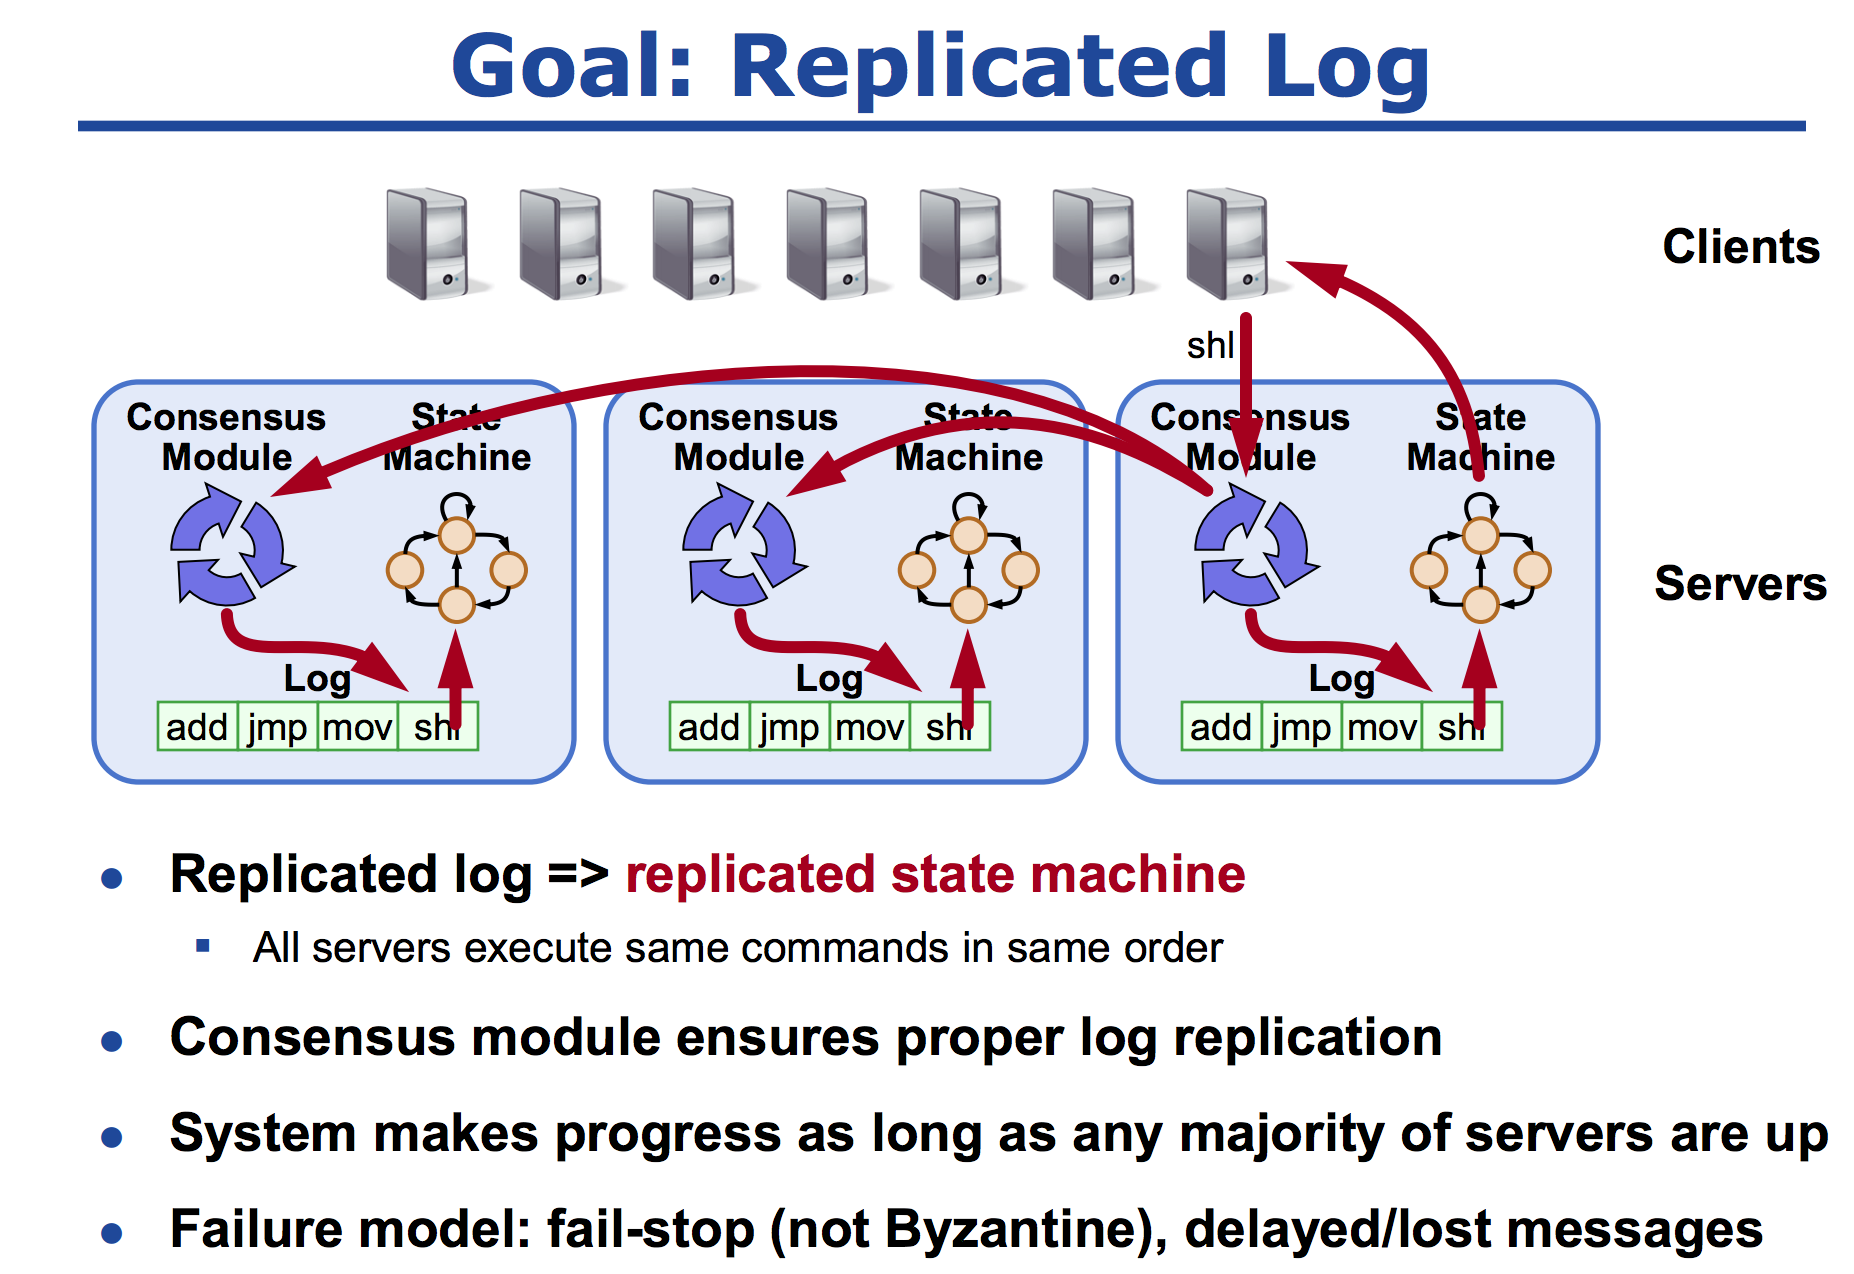 Goal: Replicated Log
Clients
shl
Consensus Module
State Machine
Consensus Module
State Machine
Consensus Module
State Machine
Servers
Log
Log
Log
add jmp mov shl
add jmp mov shl
add jmp mov shl
Replicated log => replicated state machine
All servers execute same commands in same order
Consensus module ensures proper log replication
System makes progress as long as any majority of servers are up
Failure model: fail-stop (not Byzantine), delayed/lost messages